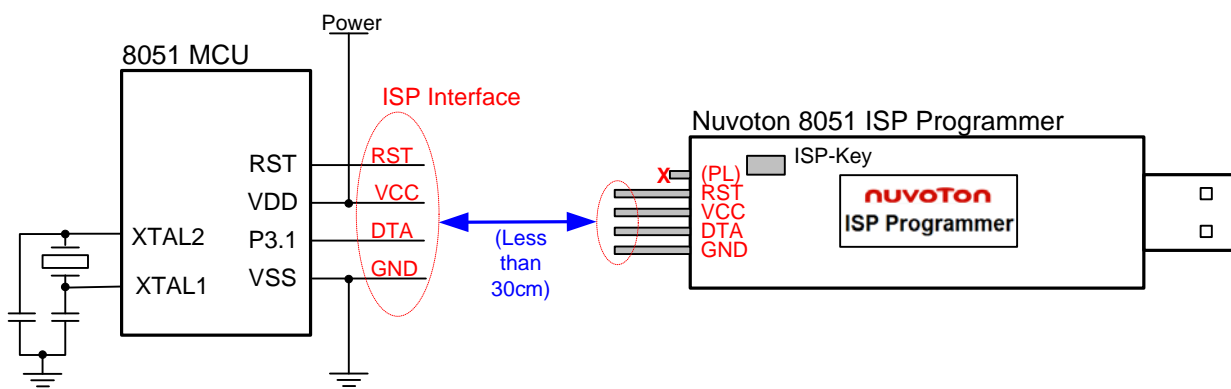 Power
8051 MCU
ISP Interface
RST
VDD
P3.1
VSS
XTAL2
XTAL1
RST
VCC
DTA
GND
(Less
than
30cm)
Nuvoton 8051 ISP Programmer
ISP-Key
X
(PL)
RST
VCC
DTA
GND
nuvoTon
ISP Programmer